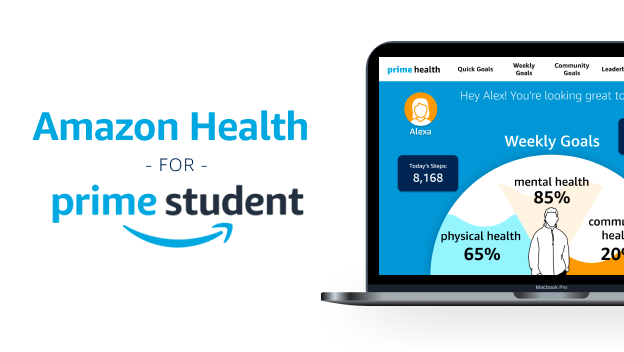 Amazon Health
- FOR -
prime student
prime health
Quick Goals
Weekly
Goals
Community
Goals
Hey Alex! You're looking great
Alexa
Weekly Goals
Today's Steps:
8,168
mental health
85%
physical health
65%
20%
Macbook Pro